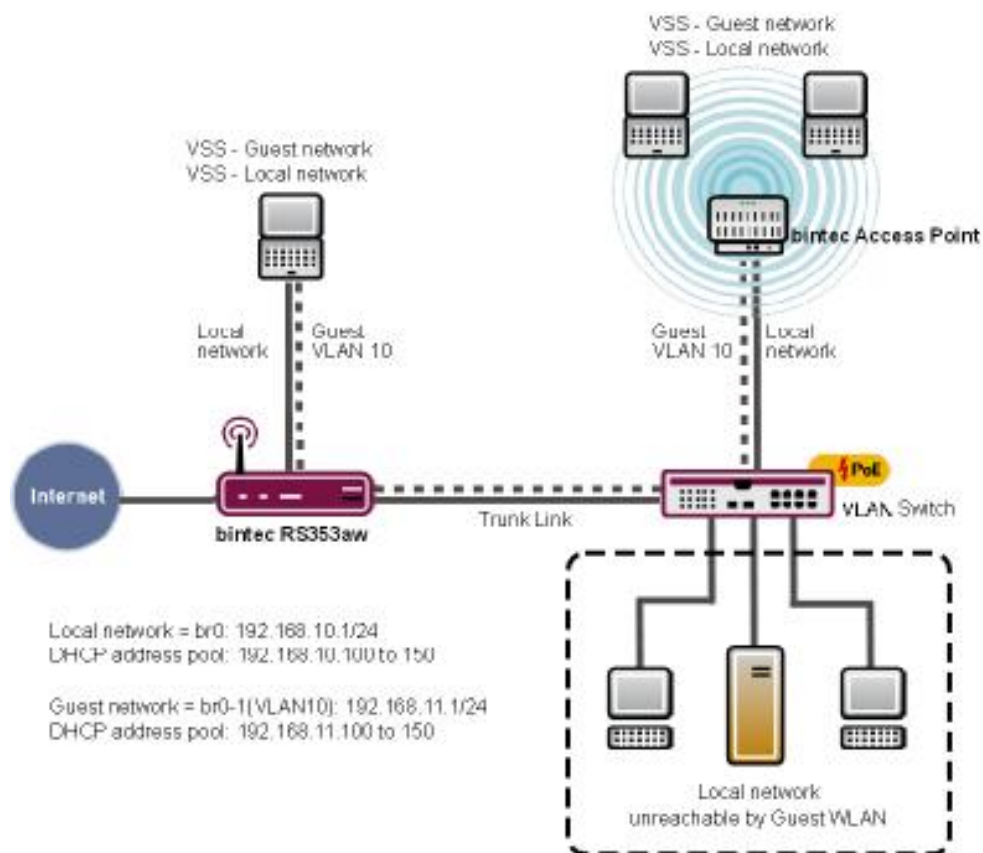 VSS - Guest network
VSS - Local network
VSS - Guest network
VSS - Local network
bintec Access Point
Local
network
Guest
VLAN 10
Guest
VLAN 10
Local
network
Internet
bintec RS353aw
Trunk Link
PoE
VLAN Switch
Local network = br0: 192.168.10.1/24
DHCP address pool: 192.168.10.100 to 150
Guest network = br0-1(VLAN10): 192.168.11.1/24
DHCP address pool: 192.168.11.100 to 150
Local network
unreachable by Guest WLAN